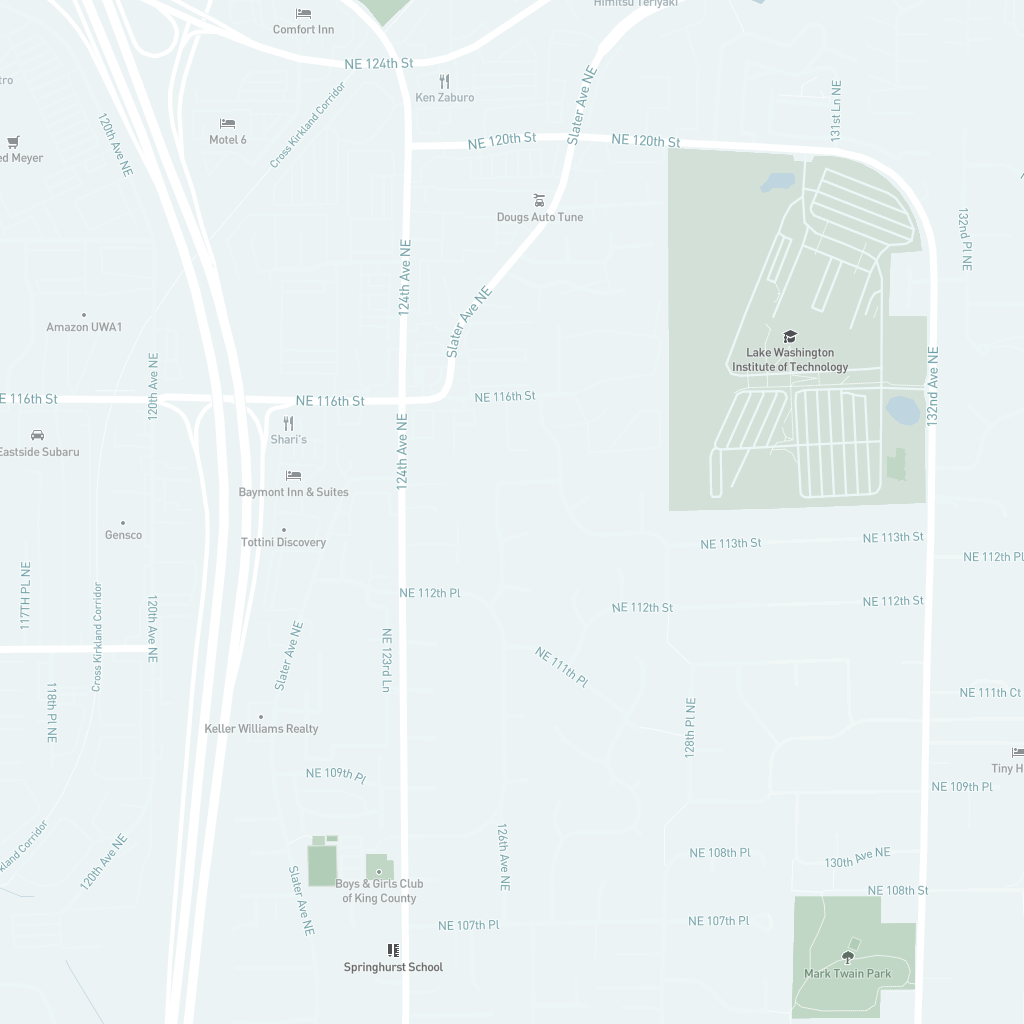 Himitsu Teriyaki
Comfort Inn
NE 124th St
Ken Zaburo
Cross Kirkland Corridor
Slater Ave NE
131st Ln NE
120th Ave NE
Motel 6
ed Meyer
NE 120th St
NE 120th St
Dougs Auto Tune
132nd Pl NE
124th Ave NE
Slater Ave NE
Amazon UWA1
Lake Washington
Institute of Technology
120th Ave NE
132nd Ave NE
E 116th St
NE 116th St
NE 116th St
Shari's
Eastside Subaru
124th Ave NE
Baymont Inn & Suites
Gensco
Tottini Discovery
NE 113th St
NE 113th St
NE 112th Pl
117TH PL NE
Cross Kirkland Corridor
120th Ave NE
NE 112th Pl
NE 112th St
NE 112th St
Slater Ave NE
NE 123rd Ln
NE 111th Pl
118th Pl NE
NE 111th Ct
128th Pl NE
Keller Williams Realty
Tiny H
NE 109th Pl
NE 109th Pl
kland Corridor
120th Ave NE
126th Ave NE
NE 108th Pl
130th Ave NE
Slater Ave NE
Boys & Girls Club
of King County
NE 108th St
NE 107th Pl
NE 107th Pl
Springhurst School
Mark Twain Park